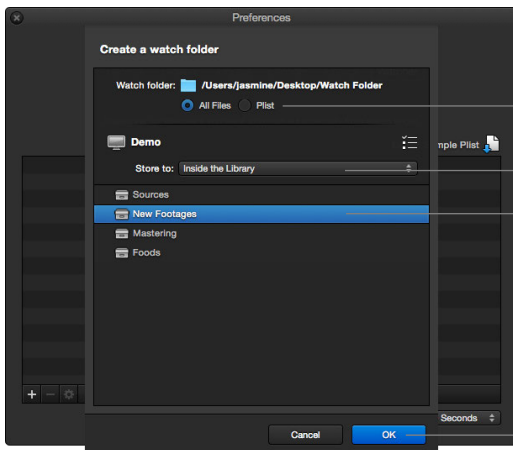 Preferences
Create a watch folder
Watch folder: /Users/jasmine/Desktop/Watch Folder
All Files Plist
Demo
mple Plist
Store to: Inside the Library
Sources
New Footages
Mastering
Foods
Seconds
Cancel OK